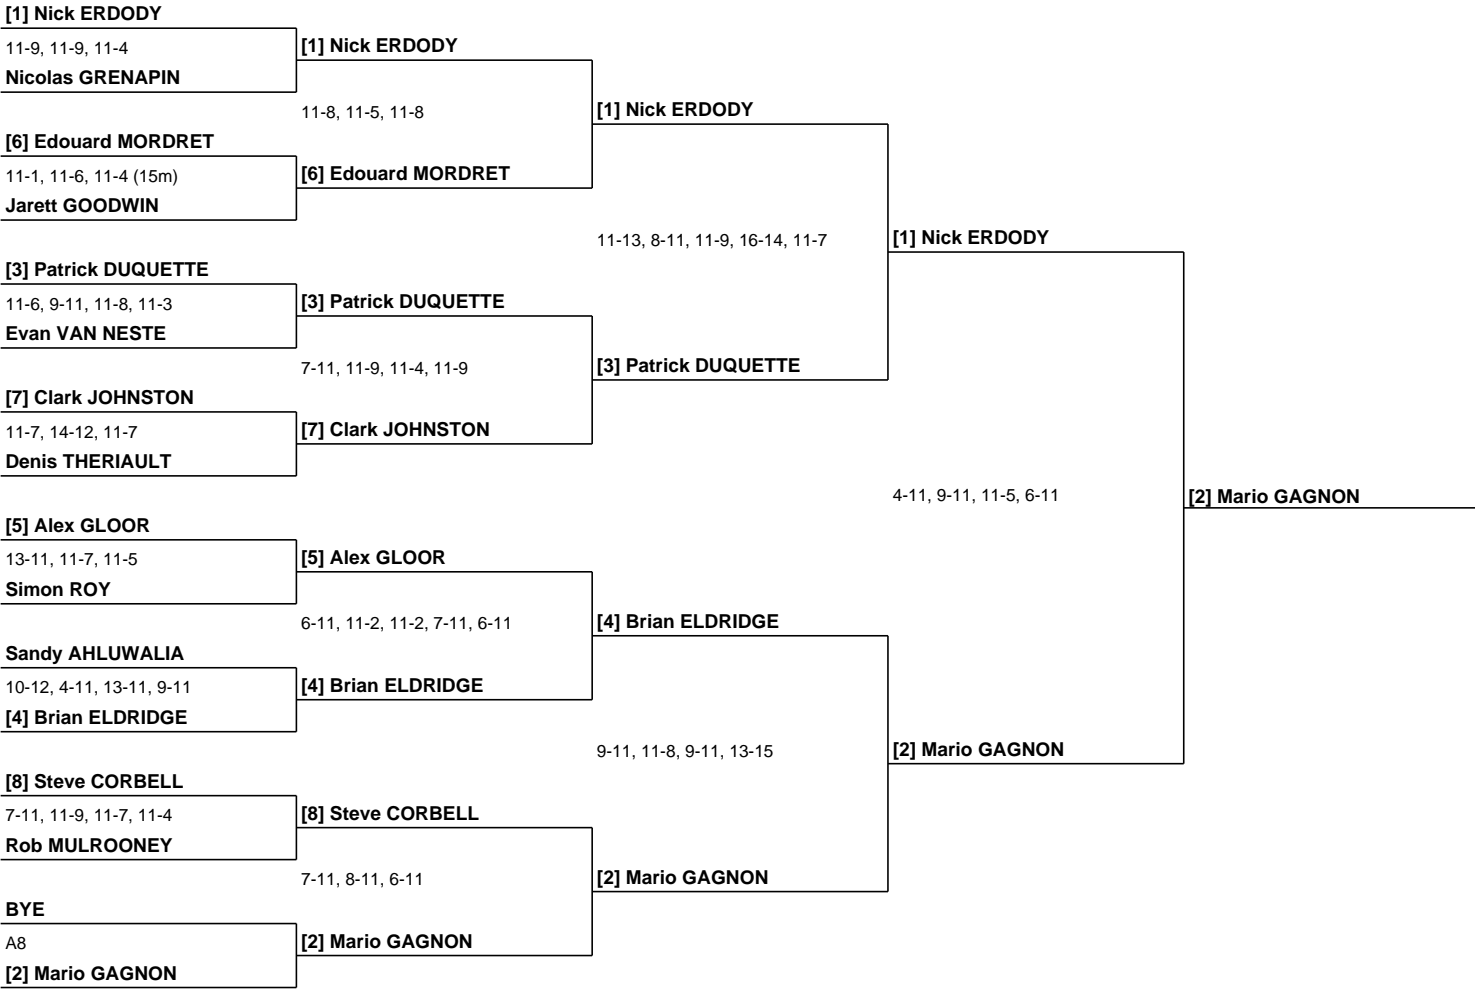 [1] Nick ERDODY
11-9, 11-9, 11-4
Nicolas GRENAPIN
[6] Edouard MORDRET
11-1, 11-6, 11-4 (15m)
Jarett GOODWIN
[3] Patrick DUQUETTE
11-6, 9-11, 11-8, 11-3
Evan VAN NESTE
[7] Clark JOHNSTON
11-7, 14-12, 11-7
Denis THERIAULT
[5] Alex GLOOR
13-11, 11-7, 11-5
Simon ROY
Sandy AHLUWALIA
10-12, 4-11, 13-11, 9-11
[4] Brian ELDRIDGE
[8] Steve CORBELL
7-11, 11-9, 11-7, 11-4
Rob MULROONEY
BYE
A8
[2] Mario GAGNON
[1] Nick ERDODY
11-8, 11-5, 11-8
[6] Edouard MORDRET
[3] Patrick DUQUETTE
7-11, 11-9, 11-4, 11-9
[7] Clark JOHNSTON
[5] Alex GLOOR
6-11, 11-2, 11-2, 7-11, 6-11
[4] Brian ELDRIDGE
[8] Steve CORBELL
7-11, 8-11, 6-11
[2] Mario GAGNON
[1] Nick ERDODY
11-13, 8-11, 11-9, 16-14, 11-7
[3] Patrick DUQUETTE
[4] Brian ELDRIDGE
9-11, 11-8, 9-11, 13-15
[2] Mario GAGNON
[1] Nick ERDODY
4-11, 9-11, 11-5, 6-11
[2] Mario GAGNON
[2] Mario GAGNON